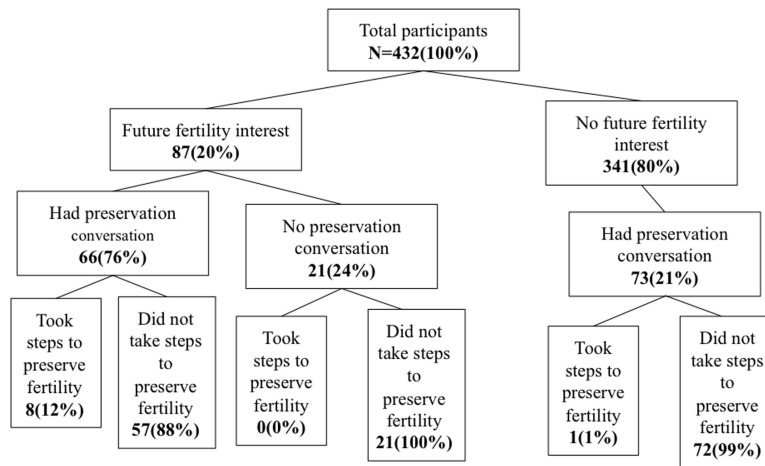 Total participants
N=432(100%)
Future fertility interest
87(20%)
No future fertility
interest
341(80%)
Had preservation
conversation
66(76%)
No preservation
conversation
21(24%)
Had preservation
conversation
73(21%)
Took
steps to
preserve
fertility
8(12%)
Did not
take steps
to
preserve
fertility
57(88%)
Took
steps to
preserve
fertility
0(0%)
Did not
take steps
to
preserve
fertility
21(100%)
Took
steps to
preserve
fertility
1(1%)
Did not
take steps
to
preserve
fertility
72(99%)